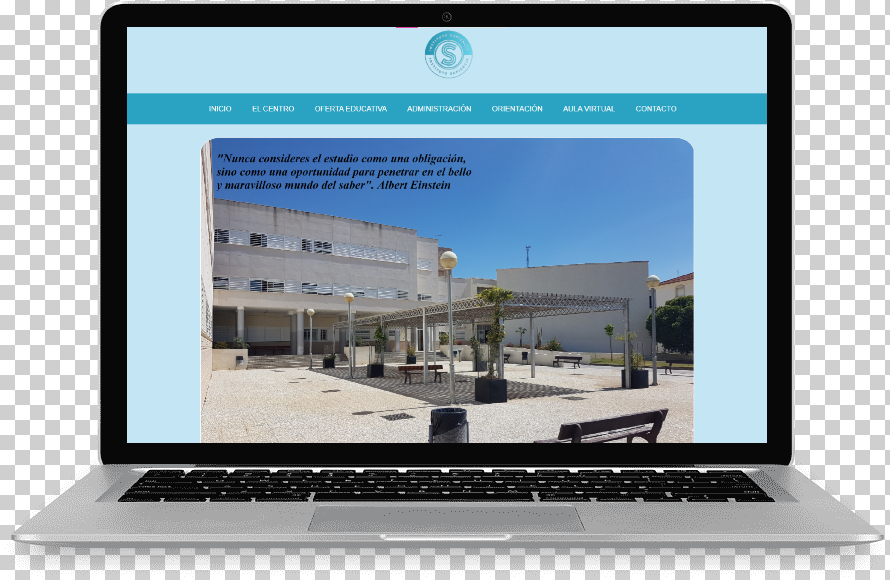 INICIO EL CENTRO OFERTA EDUCATIVA ADMINISTRACIÓN ORIENTACIÓN AULA VIRTUAL CONTACTO
"Nunca consideres el estudio como una obligación,
sino como una oportunidad para penetrar en el bello
y maravilloso mundo del saber". Albert Einstein